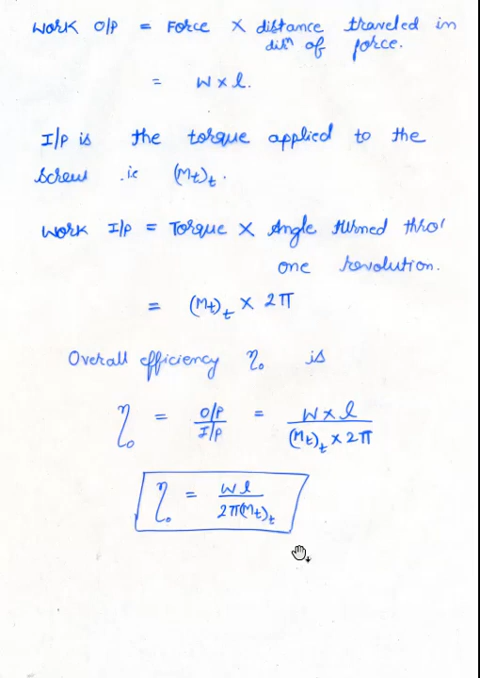 WORK O/P = FORCE × distance traveled in
dirⁿ of force.
= W × l.
I/P is the torque applied to the
screw .ie (Mt)t.
WORK I/P = Torque × Angle turned thro'
one revolution.
= (Mt)t × 2π
Overall efficiency η₀ is
η₀ = O/P / I/P = W × l / (Mt)t × 2π
η₀ = Wl / 2π(Mt)t